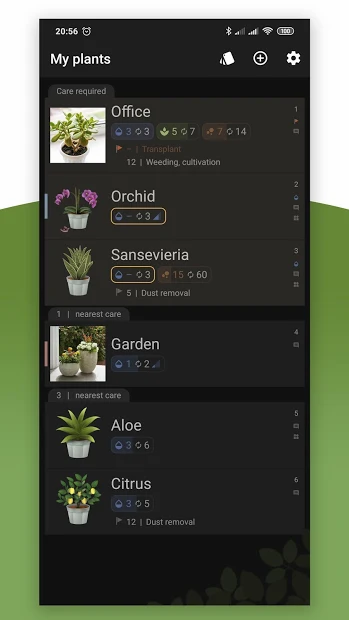 20:56
100
My plants
Care required
Office
1
3 3 5 7 7 14
– | Transplant
12 | Weeding, cultivation
Orchid
2
– 3
Sansevieria
3
– 3 15 60
5 | Dust removal
1 | nearest care
Garden
4
1 2
3 | nearest care
Aloe
5
3 6
Citrus
6
3 5
12 | Dust removal